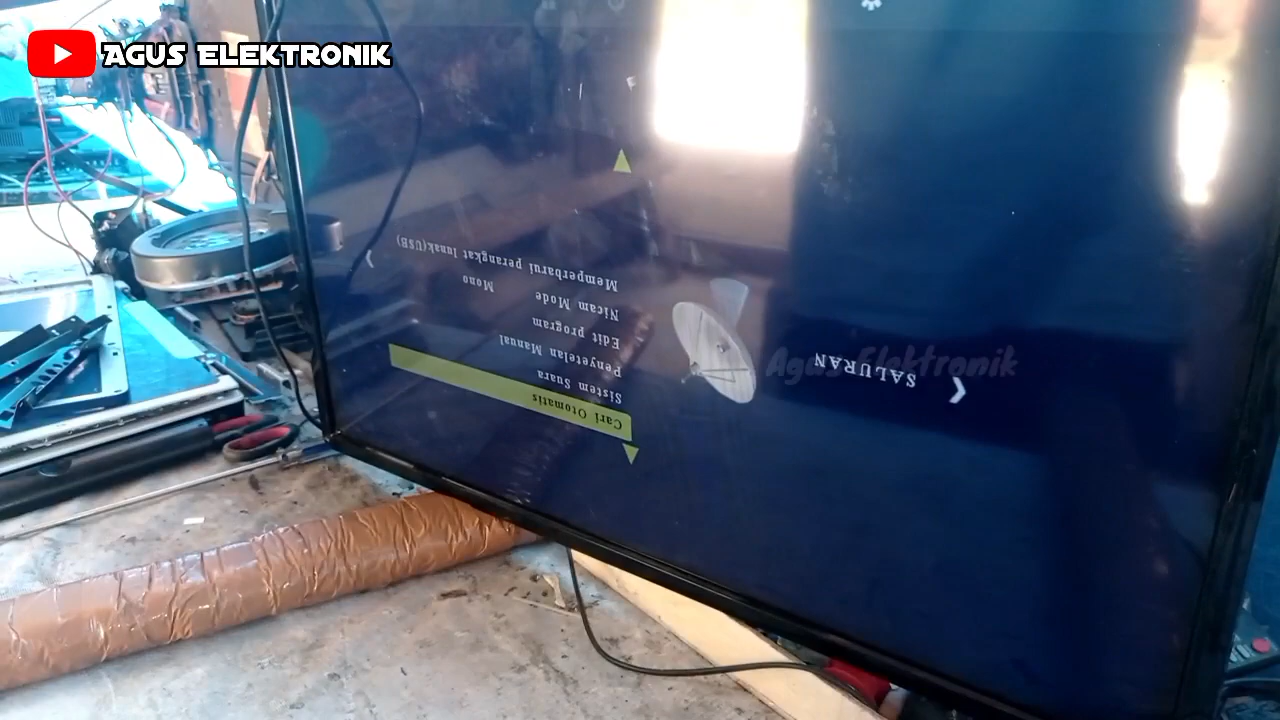 AGUS ELEKTRONIK
Agus Elektronik
SALURAN
Cari Otomatis
Sistem Suara
Penyetelan Manual
Edit program
Nicam Mode Mono
Memperbarui perangkat lunak(USB)